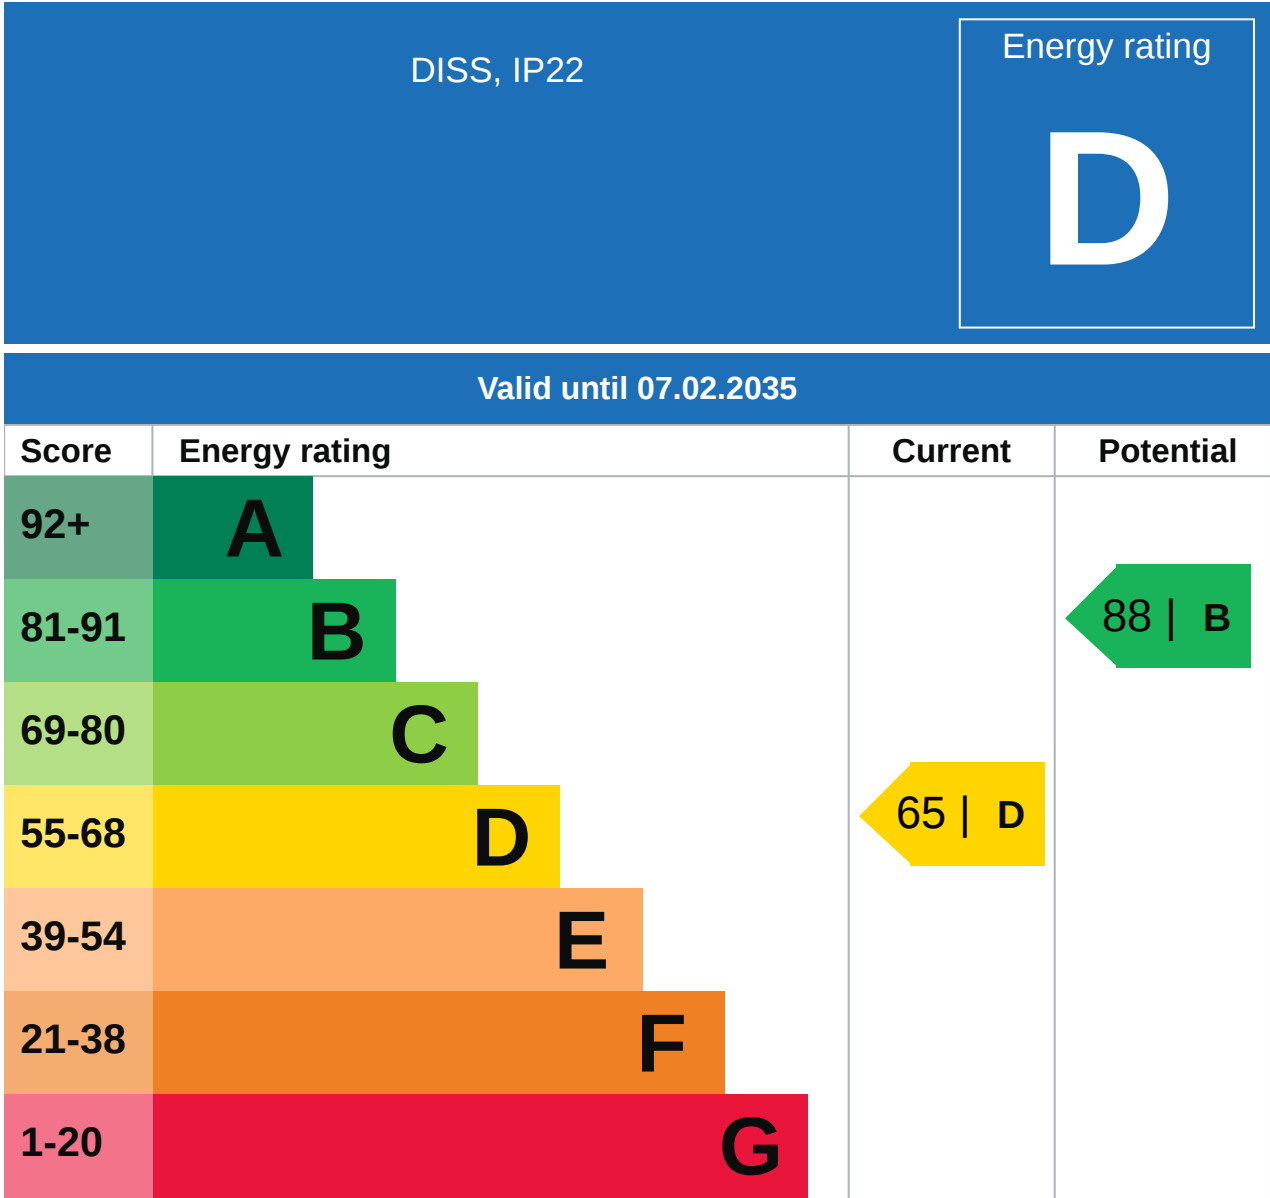 DISS, IP22
Energy rating
D
Valid until 07.02.2035
Score Energy rating Current Potential
92+ A
81-91 B
88 | B
69-80 C
55-68 D
65 | D
39-54 E
21-38 F
1-20 G